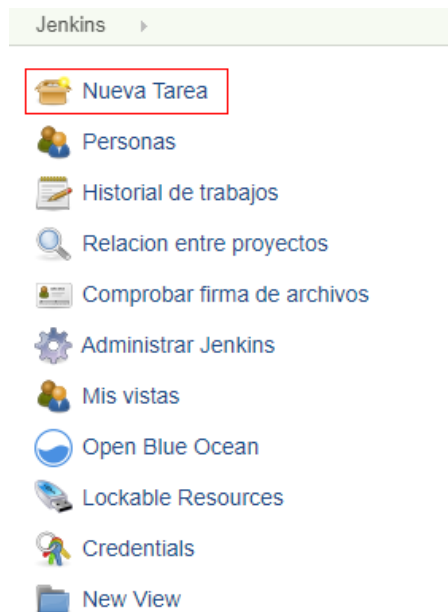 Jenkins
Nueva Tarea
Personas
Historial de trabajos
Relacion entre proyectos
Comprobar firma de archivos
Administrar Jenkins
Mis vistas
Open Blue Ocean
Lockable Resources
Credentials
New View